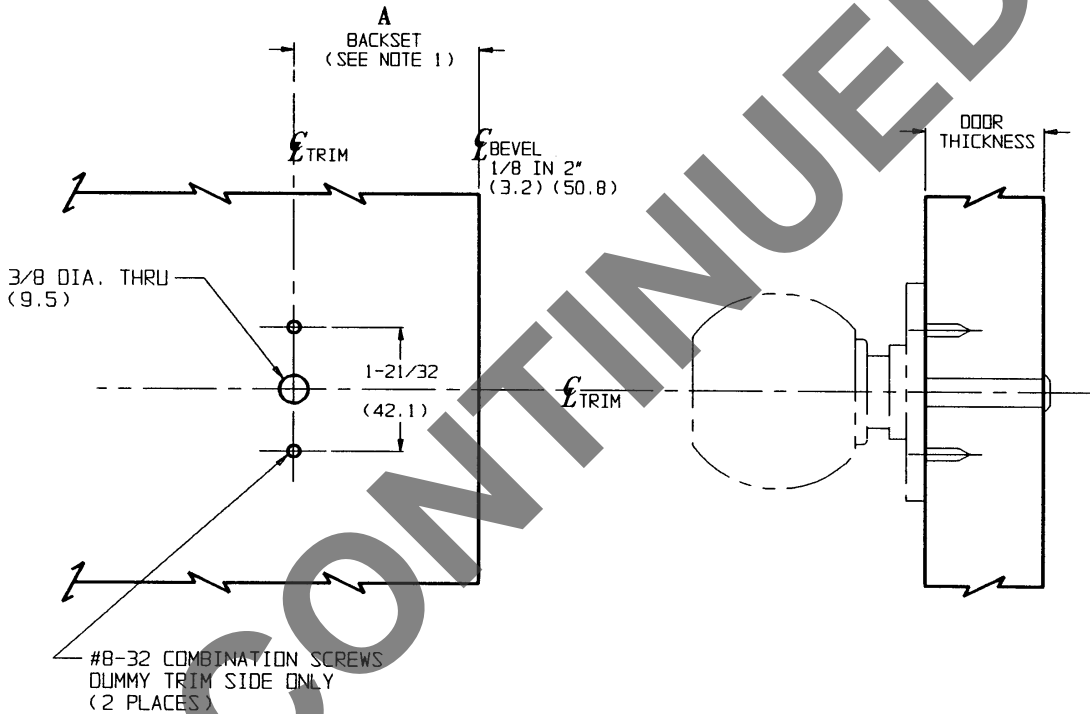 A
BACKSET
(SEE NOTE 1)
DOOR
THICKNESS
℄ TRIM
℄ BEVEL
1/8 IN 2"
(3.2) (50.8)
3/8 DIA. THRU
(9.5)
1-21/32
(42.1)
℄ TRIM
#8-32 COMBINATION SCREWS
DUMMY TRIM SIDE ONLY
(2 PLACES)
CONTINUED